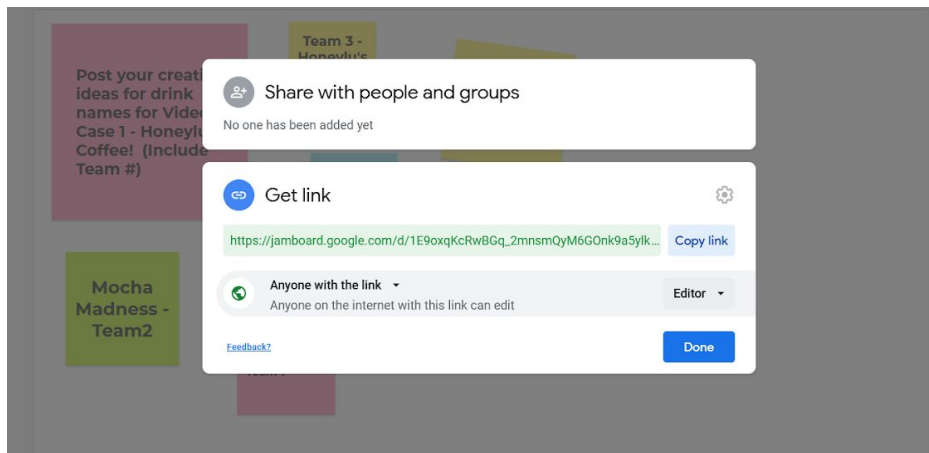 Team 3 -
Honeylu's
Post your creati
ideas for drink
names for Vide
Case 1 - Honeylu
Coffee! (Include
Team #)
Share with people and groups
No one has been added yet
Get link
https://jamboard.google.com/d/1E9oxqKcRwBGq_2mnsmQyM6GOnk9a5ylk...
Copy link
Anyone with the link
Anyone on the internet with this link can edit
Editor
Mocha
Madness -
Team2
Feedback?
Done